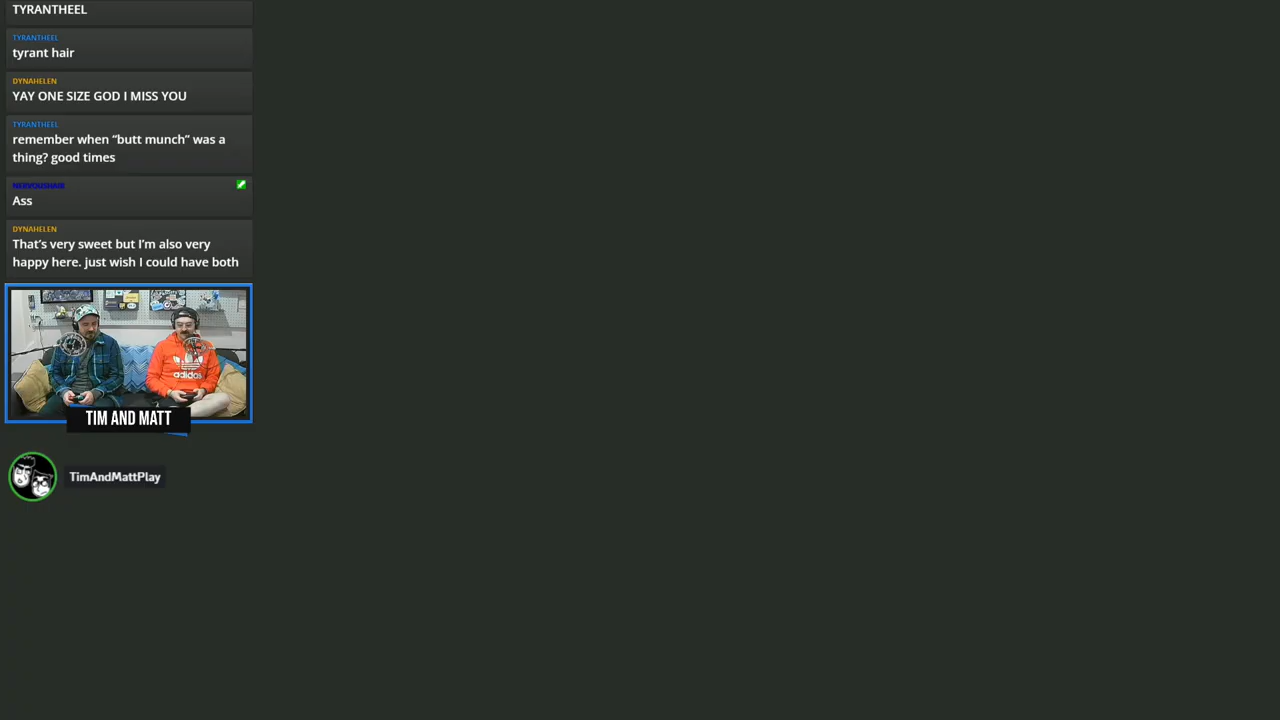 TYRANTHEEL
TYRANTHEEL
tyrant hair
DYNAHELEN
YAY ONE SIZE GOD I MISS YOU
TYRANTHEEL
remember when “butt munch” was a
thing? good times
NERVOUSHAIR
Ass
DYNAHELEN
That’s very sweet but I’m also very
happy here. just wish I could have both
adidas
TIM AND MATT
TimAndMattPlay